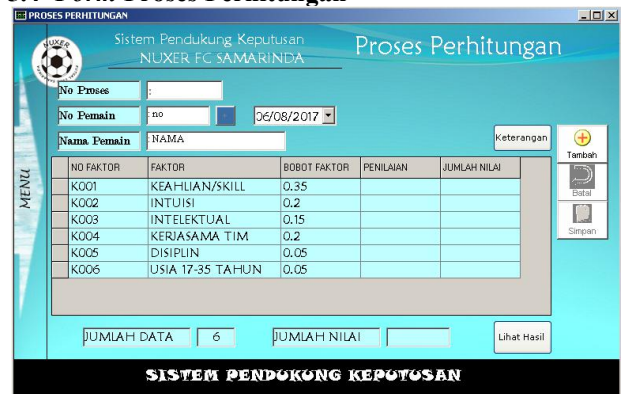 PROSES PERHITUNGAN
NUXER
Sistem Pendukung Keputusan
NUXER FC SAMARINDA
Proses Perhitungan
No Proses :
No Pemain : no 06/08/2017
Nama Pemain : NAMA
Keterangan
Tambah
Batal
Simpan
MENU
NO FAKTOR FAKTOR BOBOT FAKTOR PENILAIAN JUMLAH NILAI
K001 KEAHLIAN/SKILL 0.35
K002 INTUISI 0.2
K003 INTELEKTUAL 0.15
K004 KERJASAMA TIM 0.2
K005 DISIPLIN 0.05
K006 USIA 17-35 TAHUN 0.05
JUMLAH DATA 6 JUMLAH NILAI
Lihat Hasil
SISTEM PENDUKUNG KEPUTUSAN